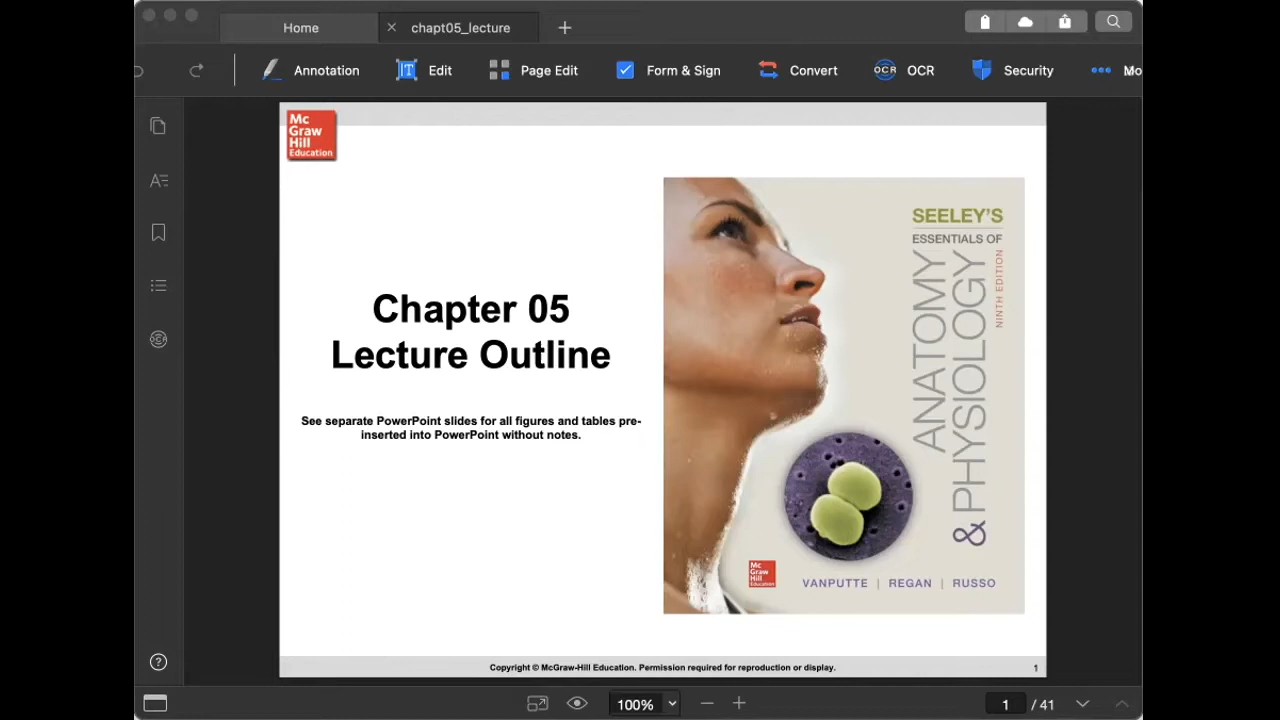 Home
chapt05_lecture
Annotation
Edit
Page Edit
Form & Sign
Convert
OCR
OCR
Security
Mo
Mc
Graw
Hill
Education
SEELEY'S
ESSENTIALS OF
ANATOMY
& PHYSIOLOGY
NINTH EDITION
Chapter 05
Lecture Outline
See separate PowerPoint slides for all figures and tables pre-
inserted into PowerPoint without notes.
Mc
Graw
Hill
Education
VANPUTTE | REGAN | RUSSO
Copyright © McGraw-Hill Education. Permission required for reproduction or display.
1
100%
1 / 41